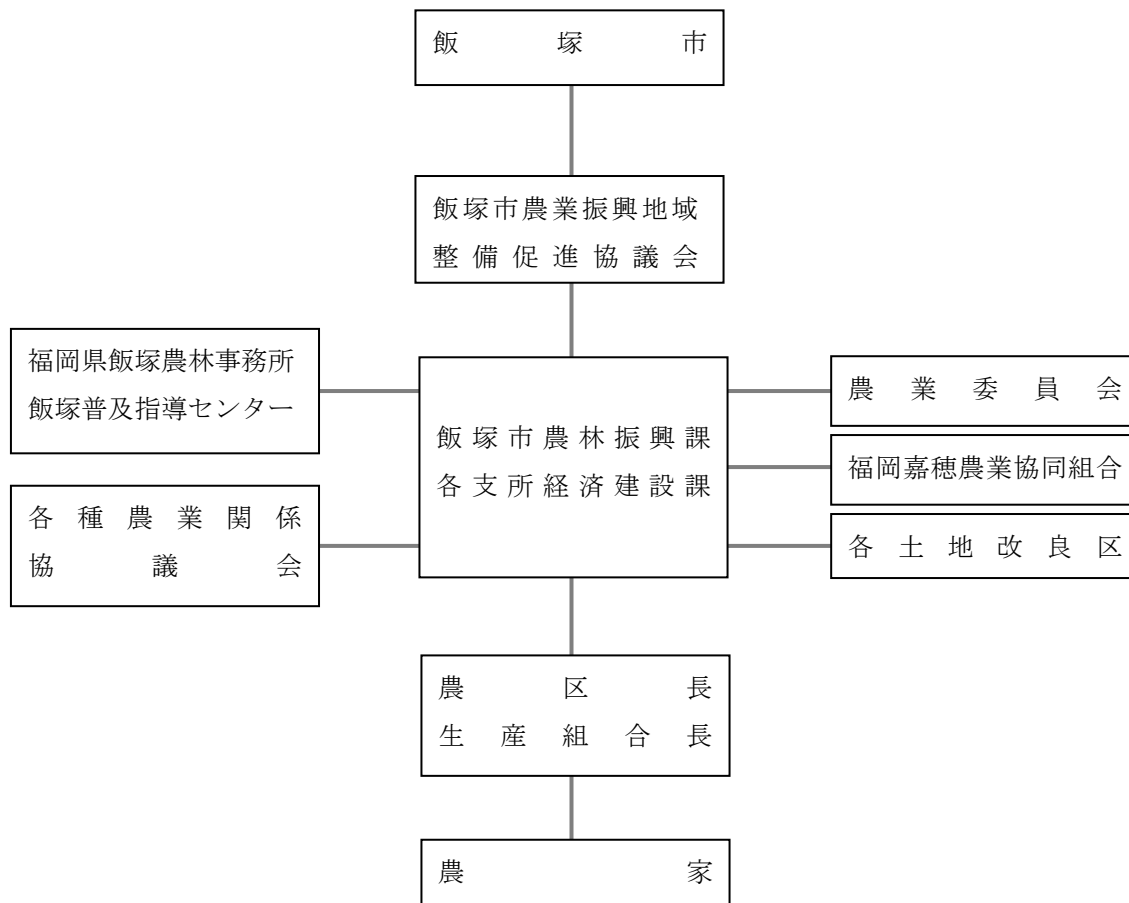 飯塚市
飯塚市農業振興地域
整備促進協議会
福岡県飯塚農林事務所
飯塚普及指導センター
各種農業関係
協議会
飯塚市農林振興課
各支所経済建設課
農業委員会
福岡嘉穂農業協同組合
各土地改良区
農区長
生産組合長
農家